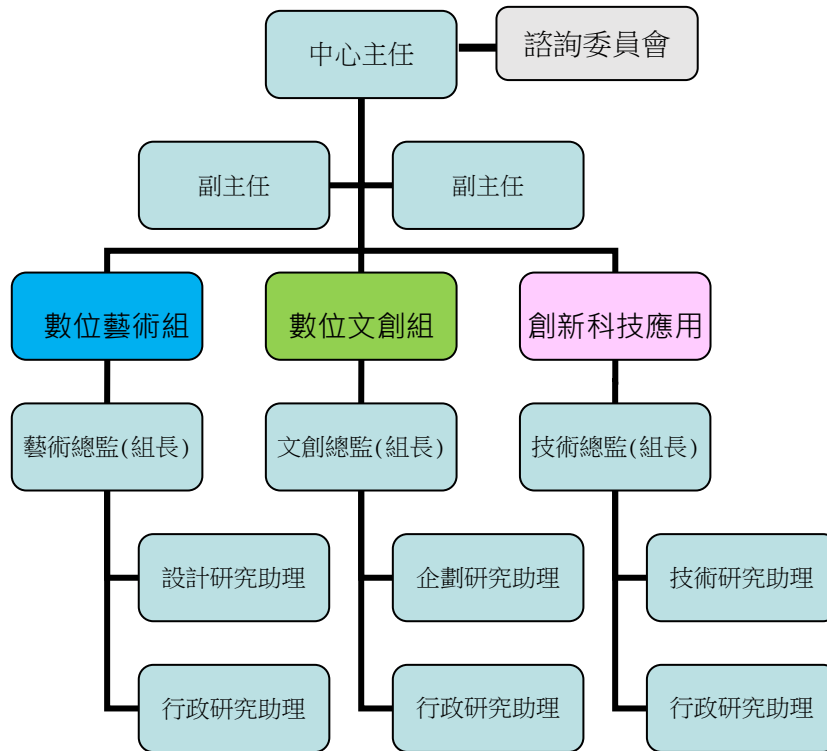 中心主任
諮詢委員會
副主任
副主任
數位藝術組
數位文創組
創新科技應用
藝術總監(組長)
文創總監(組長)
技術總監(組長)
設計研究助理
企劃研究助理
技術研究助理
行政研究助理
行政研究助理
行政研究助理